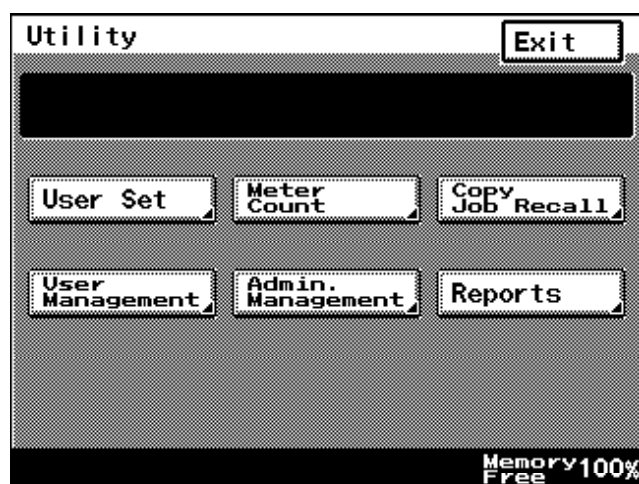 Utility
Exit
User Set
Meter
Count
Copy
Job Recall
User
Management
Admin.
Management
Reports
Memory
Free 100%